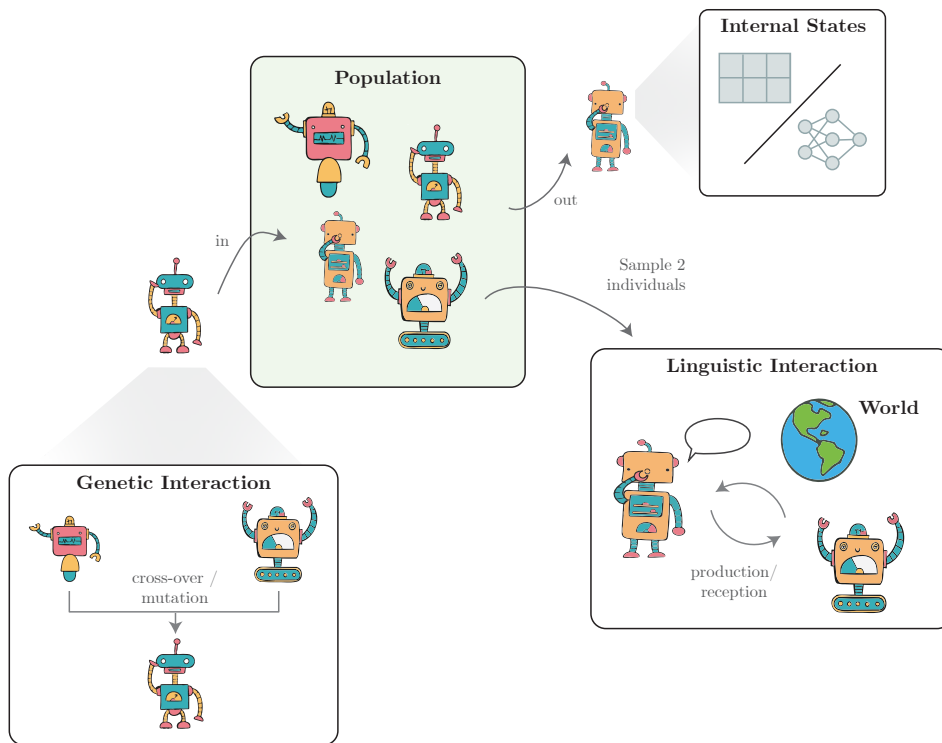 Internal States
Population
out
in
Sample 2
individuals
Linguistic Interaction
World
production/
reception
Genetic Interaction
cross-over /
mutation